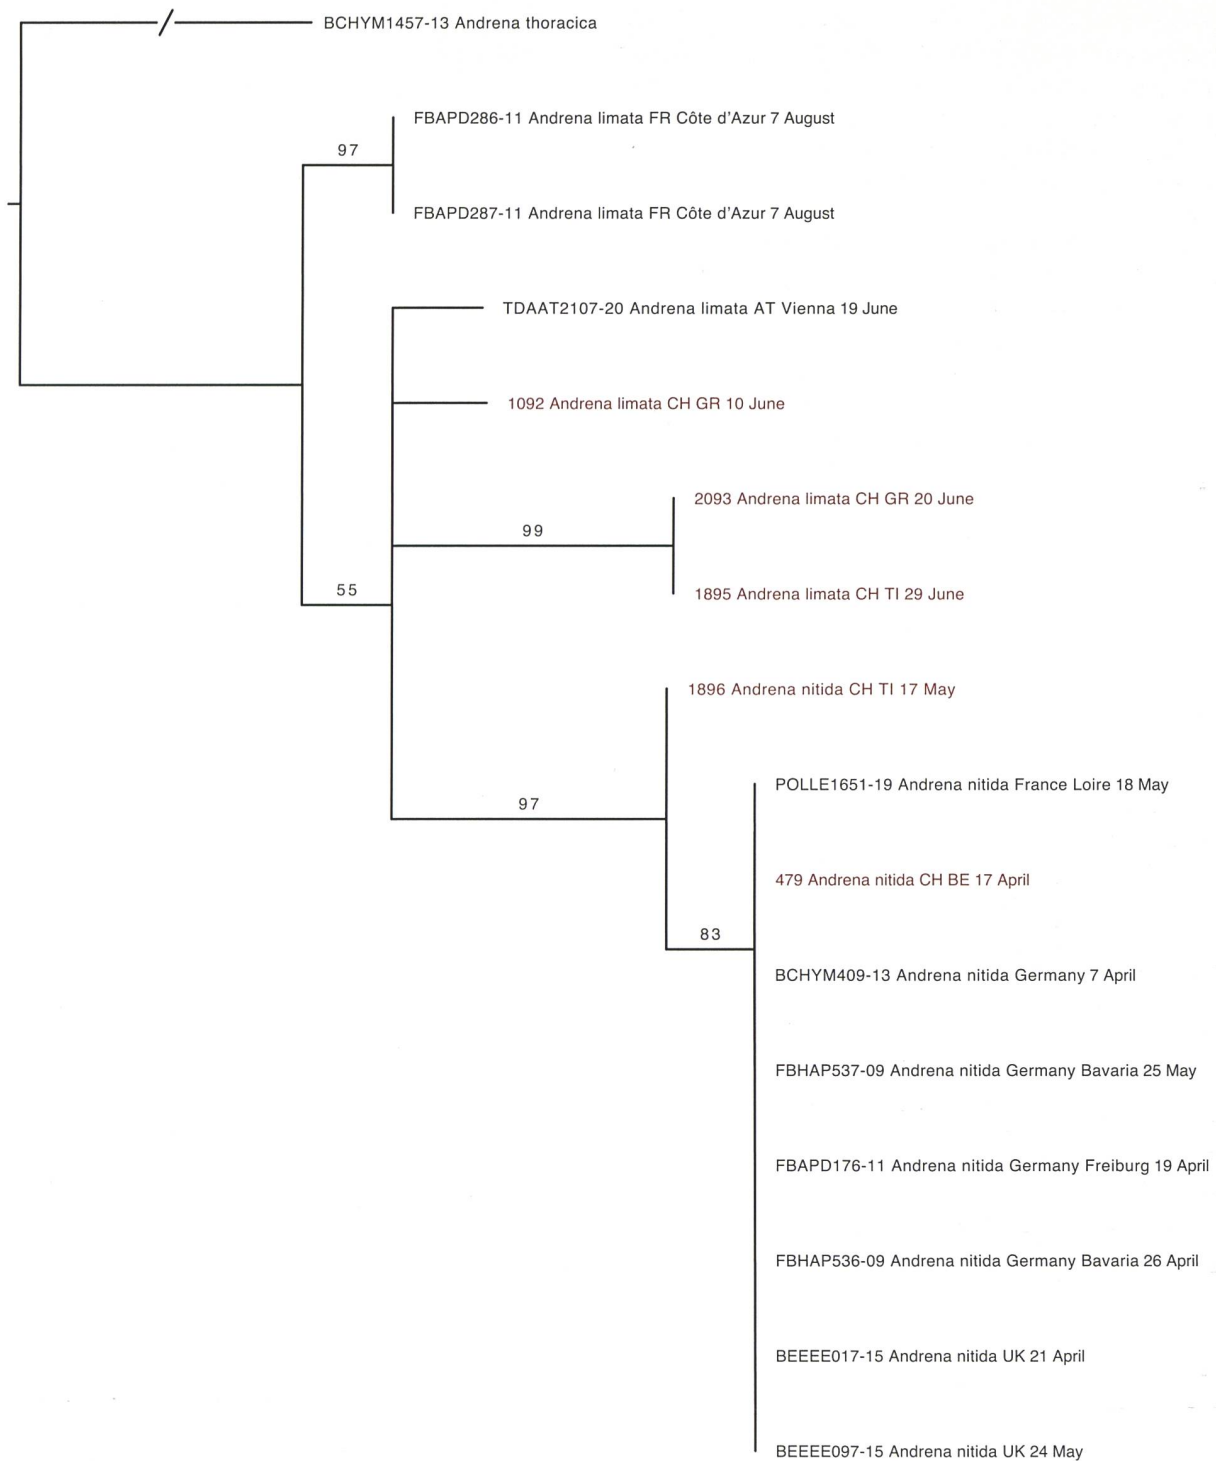 BCHYM1457-13 Andrena thoracica
FBAPD286-11 Andrena limata FR Côte d'Azur 7 August
97
FBAPD287-11 Andrena limata FR Côte d'Azur 7 August
TDAAT2107-20 Andrena limata AT Vienna 19 June
1092 Andrena limata CH GR 10 June
2093 Andrena limata CH GR 20 June
99
1895 Andrena limata CH TI 29 June
55
1896 Andrena nitida CH TI 17 May
POLLE1651-19 Andrena nitida France Loire 18 May
97
479 Andrena nitida CH BE 17 April
83
BCHYM409-13 Andrena nitida Germany 7 April
FBHAP537-09 Andrena nitida Germany Bavaria 25 May
FBAPD176-11 Andrena nitida Germany Freiburg 19 April
FBHAP536-09 Andrena nitida Germany Bavaria 26 April
BEEEE017-15 Andrena nitida UK 21 April
BEEEE097-15 Andrena nitida UK 24 May